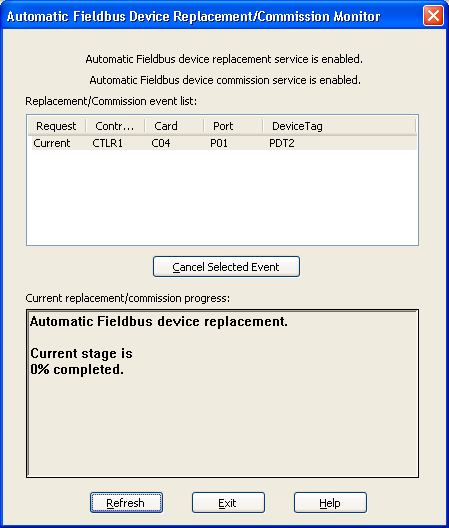 Automatic Fieldbus Device Replacement/Commission Monitor
Automatic Fieldbus device replacement service is enabled.
Automatic Fieldbus device commission service is enabled.
Replacement/Commission event list:
Request Contr... Card Port DeviceTag
Current CTLR1 C04 P01 PDT2
Cancel Selected Event
Current replacement/commission progress:
Automatic Fieldbus device replacement.
Current stage is
0% completed.
Refresh Exit Help